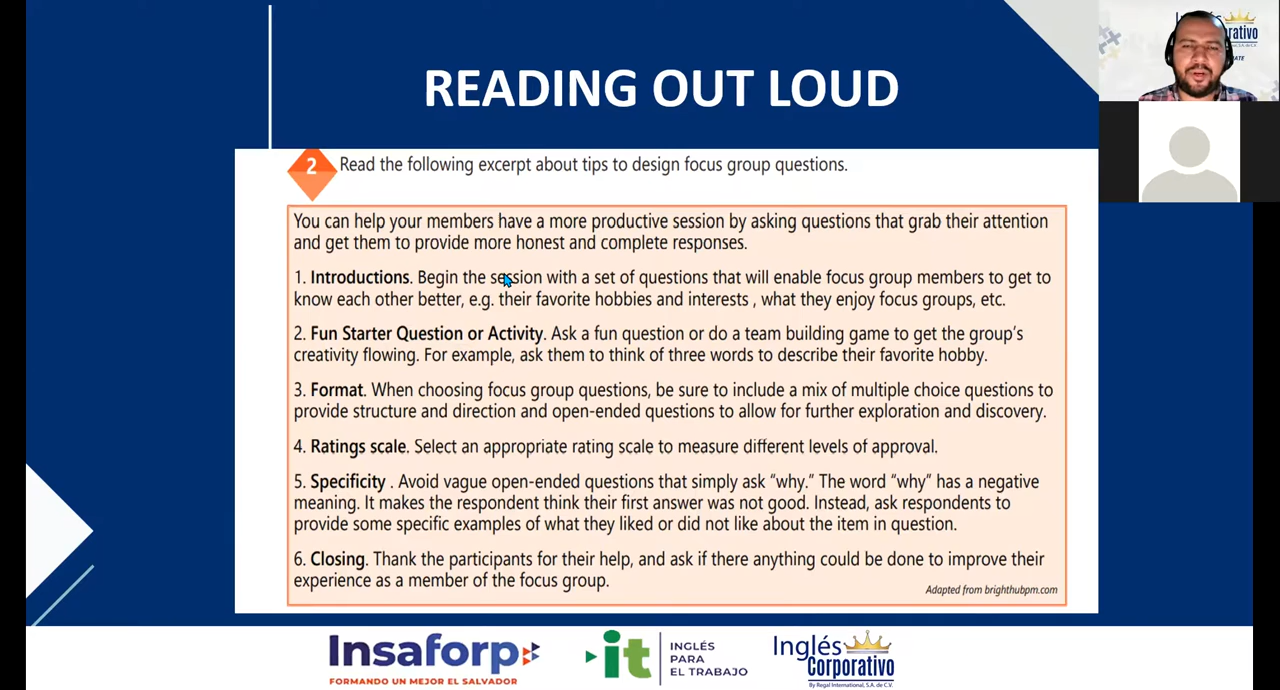 READING OUT LOUD
2 Read the following excerpt about tips to design focus group questions.
You can help your members have a more productive session by asking questions that grab their attention
and get them to provide more honest and complete responses.
1. Introductions. Begin the session with a set of questions that will enable focus group members to get to
know each other better, e.g. their favorite hobbies and interests , what they enjoy focus groups, etc.
2. Fun Starter Question or Activity. Ask a fun question or do a team building game to get the group's
creativity flowing. For example, ask them to think of three words to describe their favorite hobby.
3. Format. When choosing focus group questions, be sure to include a mix of multiple choice questions to
provide structure and direction and open-ended questions to allow for further exploration and discovery.
4. Ratings scale. Select an appropriate rating scale to measure different levels of approval.
5. Specificity . Avoid vague open-ended questions that simply ask “why.” The word “why” has a negative
meaning. It makes the respondent think their first answer was not good. Instead, ask respondents to
provide some specific examples of what they liked or did not like about the item in question.
6. Closing. Thank the participants for their help, and ask if there anything could be done to improve their
experience as a member of the focus group.
Adapted from brighthubpm.com
Insaforp
FORMANDO UN MEJOR EL SALVADOR
it
INGLÉS
PARA
EL TRABAJO
Inglés
Corporativo
By Regal International, S.A. de C.V.